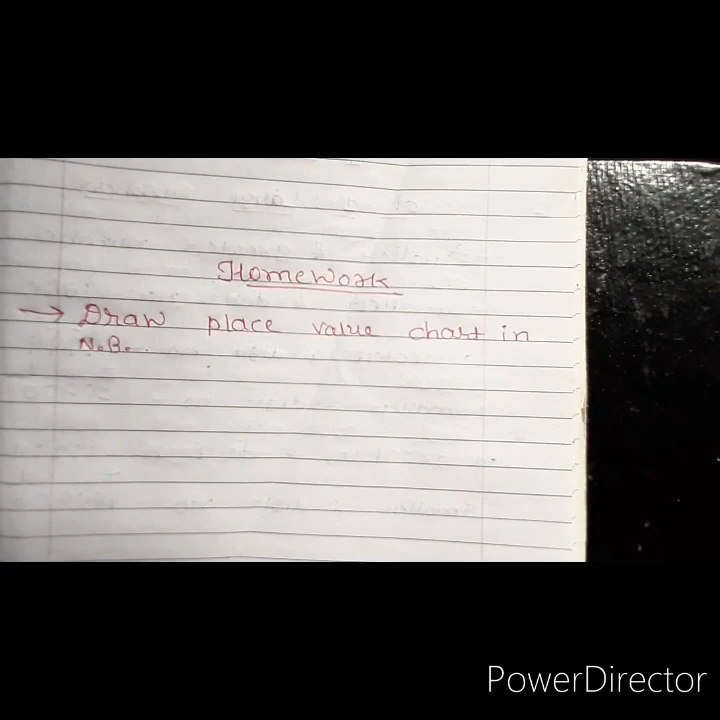 Homework
→ Draw place value chart in
N.B.
PowerDirector